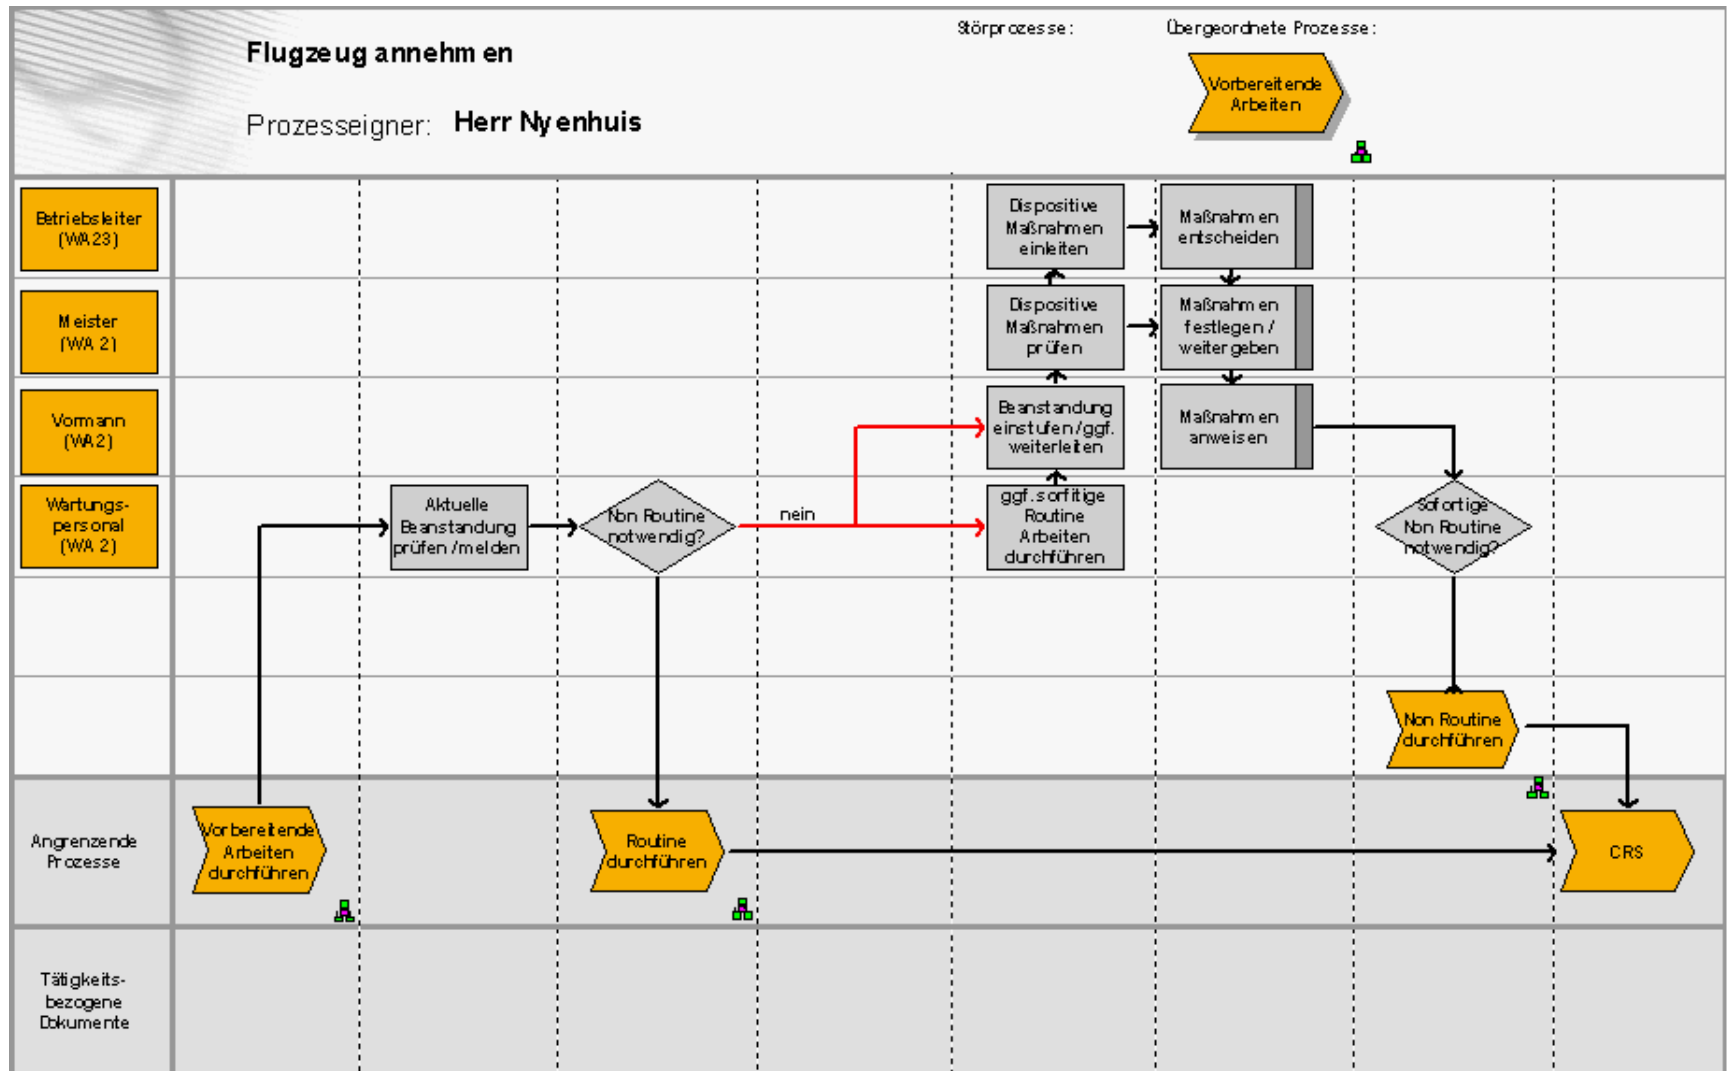 Störprozesse:
Übergeordnete Prozesse:
Flugzeug annehmen
Vorbereitende
Arbeiten
Prozesseigner: Herr Nyenhuis
Betriebsleiter
(WA23)
Dispositive
Maßnahmen
einleiten
Maßnahmen
entscheiden
Meister
(WA 2)
Dispositive
Maßnahmen
prüfen
Maßnahmen
festlegen /
weitergeben
Vormann
(WA2)
Beanstandung
einstufen /ggf.
weiterleiten
Maßnahmen
anweisen
Wartungs-
personal
(WA 2)
Aktuelle
Beanstandung
prüfen /melden
Non Routine
notwendig?
nein
ggf.sorfitige
Routine
Arbeiten
durchführen
Sofortige
Non Routine
notwendig?
Non Routine
durchführen
Angrenzende
Prozesse
Vorbereitende
Arbeiten
durchführen
Routine
durchführen
CRS
Tätigkeits-
bezogene
Dokumente